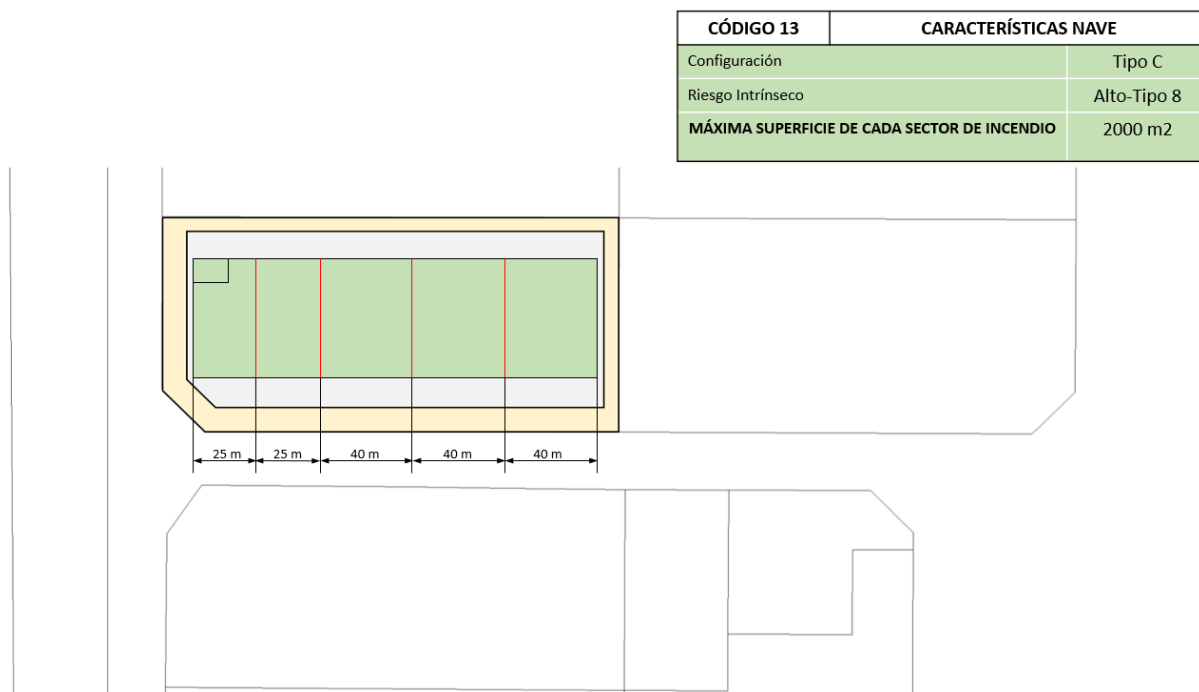 CÓDIGO 13 CARACTERÍSTICAS NAVE
Configuración Tipo C
Riesgo Intrínseco Alto-Tipo 8
MÁXIMA SUPERFICIE DE CADA SECTOR DE INCENDIO 2000 m2
25 m 25 m 40 m 40 m 40 m